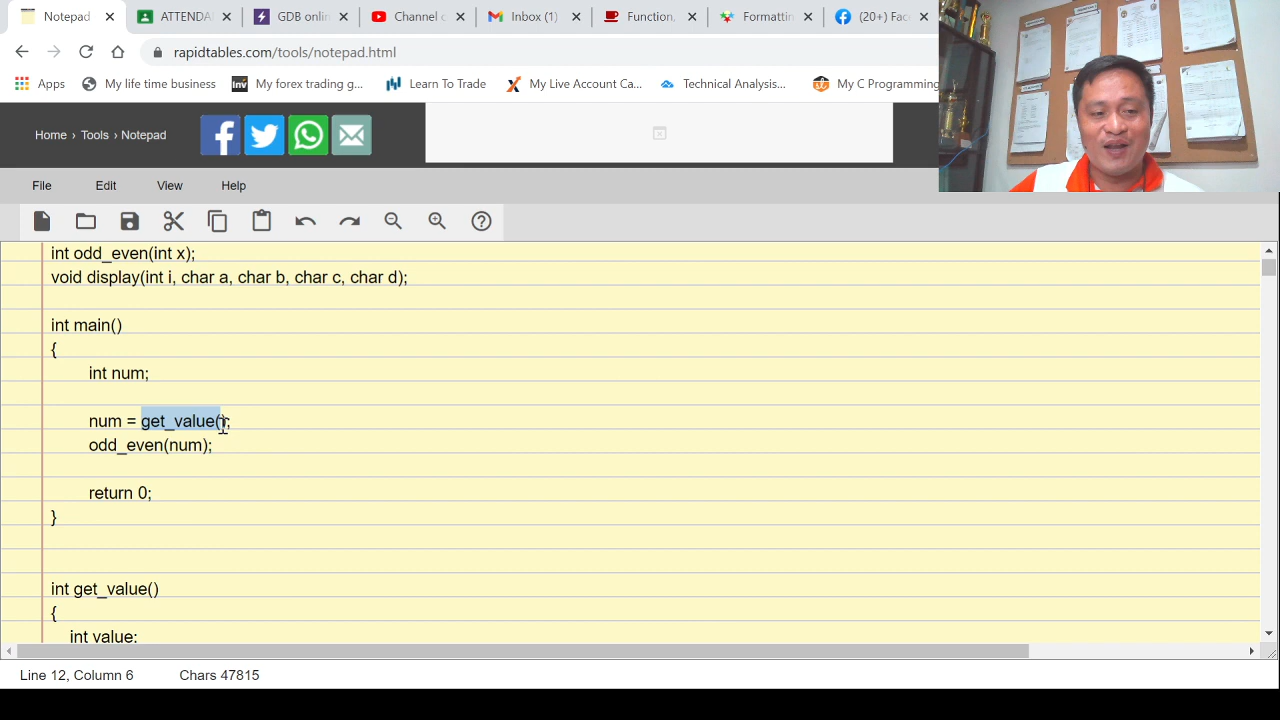 Notepad
ATTENDA
GDB onlin
Channel c
Inbox (1)
Function,
Formattin
(20+) Fac
rapidtables.com/tools/notepad.html
Apps
My life time business
inv
My forex trading g...
Learn To Trade
My Live Account Ca...
Technical Analysis...
My C Programming
Home › Tools › Notepad
File
Edit
View
Help
int odd_even(int x);
void display(int i, char a, char b, char c, char d);
int main()
{
int num;
num = get_value();
odd_even(num);
return 0;
}
int get_value()
{
int value;
Line 12, Column 6
Chars 47815